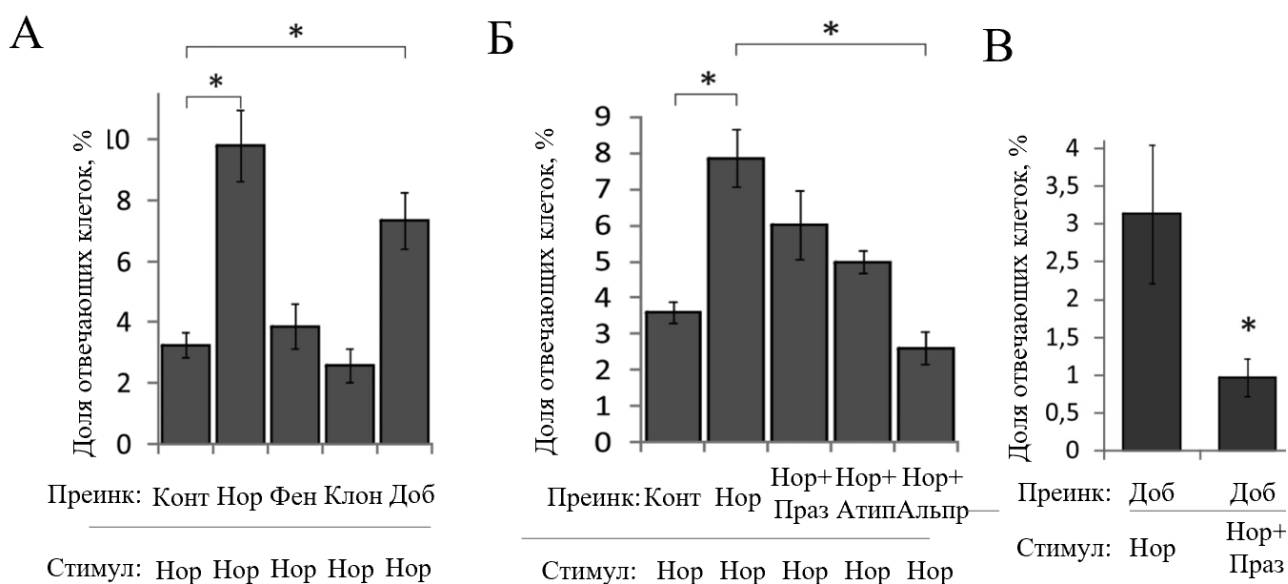 А
*
*
Доля отвечающих клеток, %
10
8
6
4
2
0
Преинк: Конт Нор Фен Клон Доб
Стимул: Нор Нор Нор Нор Нор
Б
*
*
Доля отвечающих клеток, %
9
8
7
6
5
4
3
2
1
0
Нор+ Нор+ Нор+
Преинк: Конт Нор Праз Атип Альпр
Стимул: Нор Нор Нор Нор Нор
В
Доля отвечающих клеток, %
4
3,5
3
2,5
2
1,5
1
0,5
0
*
Преинк: Доб Доб
Стимул: Нор Нор+
Праз